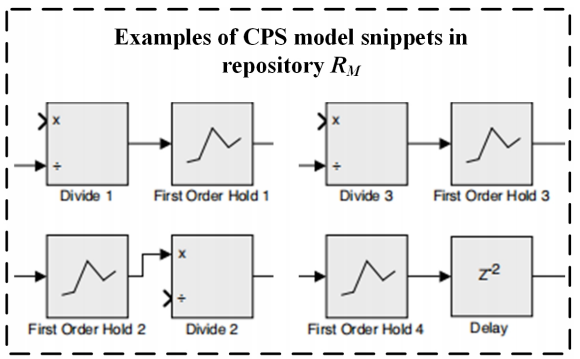 Examples of CPS model snippets in
repository R_M
x
÷
Divide 1
First Order Hold 1
x
÷
Divide 3
First Order Hold 3
First Order Hold 2
x
÷
Divide 2
First Order Hold 4
Z⁻²
Delay